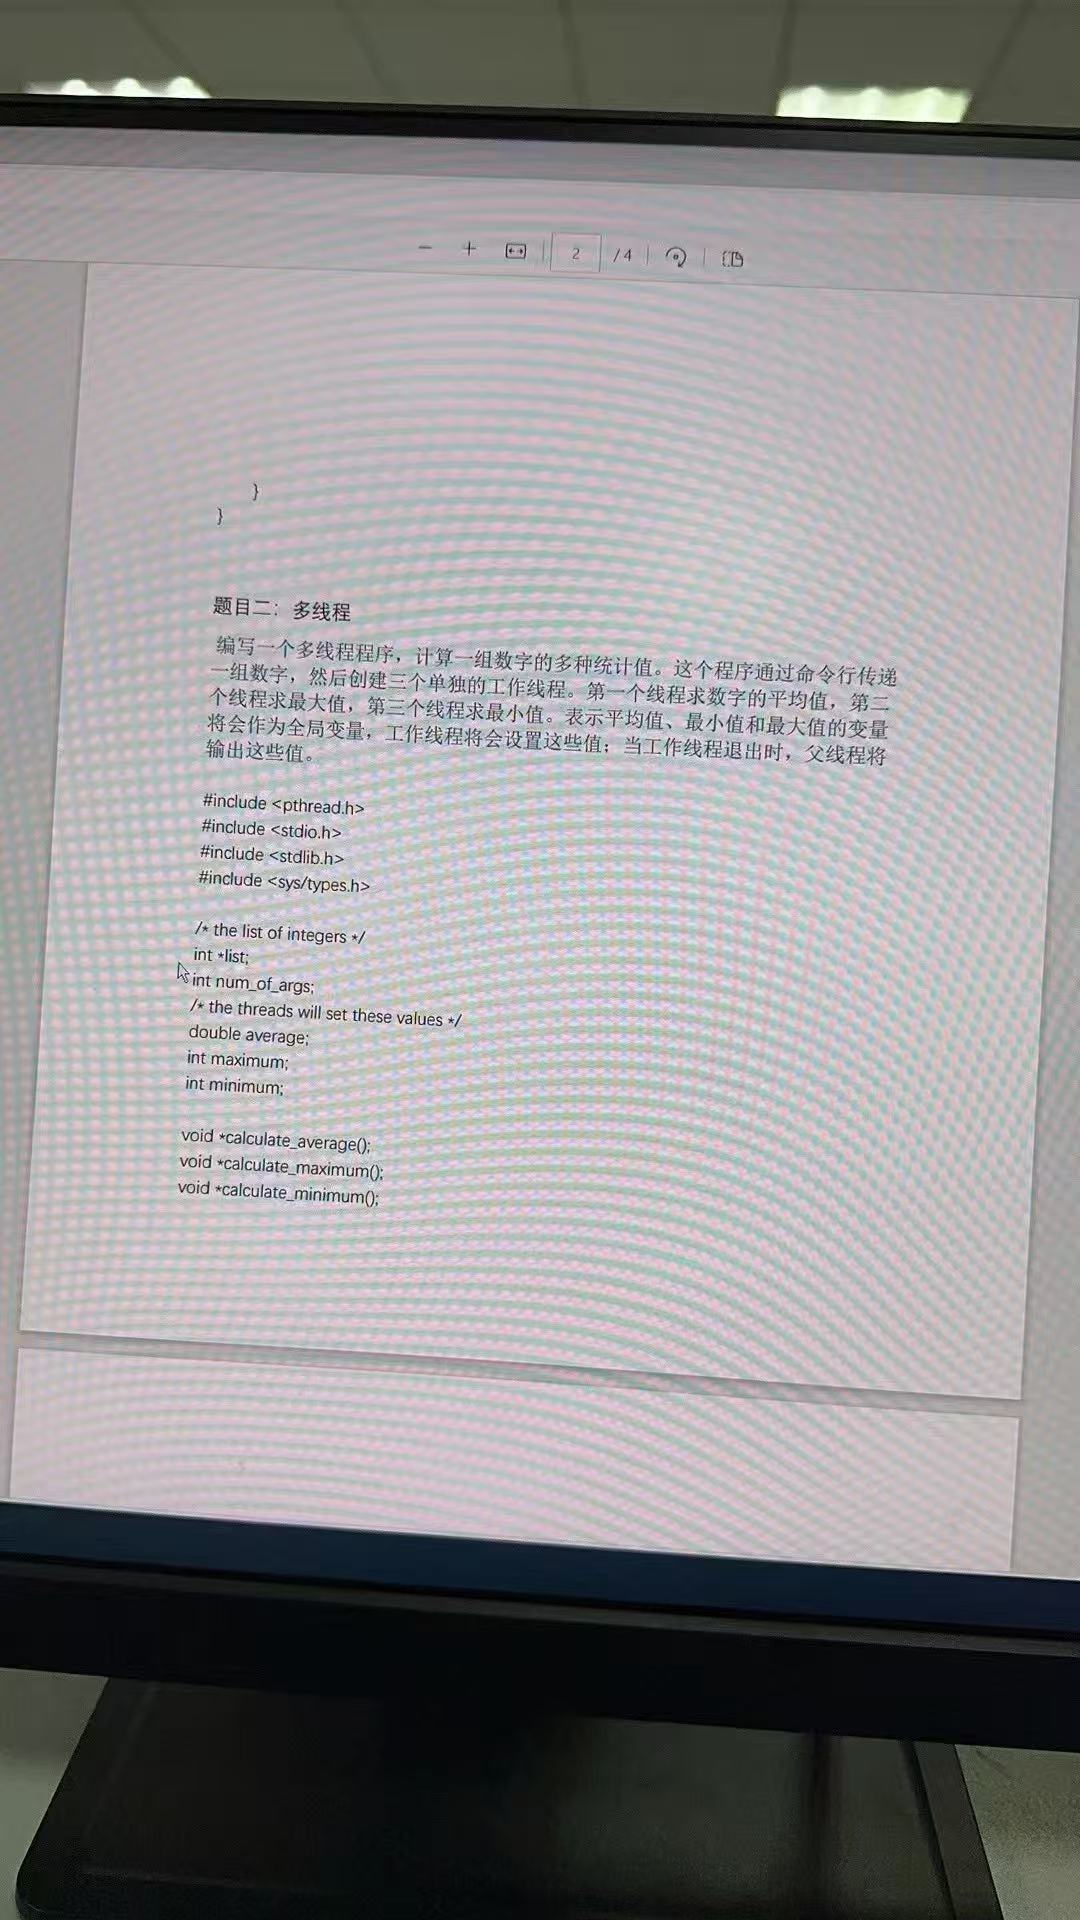 2 /4
}
}
题目二：多线程
编写一个多线程程序，计算一组数字的多种统计值。这个程序通过命令行传递
一组数字，然后创建三个单独的工作线程。第一个线程求数字的平均值，第二
个线程求最大值，第三个线程求最小值。表示平均值、最小值和最大值的变量
将会作为全局变量，工作线程将会设置这些值；当工作线程退出时，父线程将
输出这些值。
#include <pthread.h>
#include <stdio.h>
#include <stdlib.h>
#include <sys/types.h>
/* the list of integers */
int *list;
int num_of_args;
/* the threads will set these values */
double average;
int maximum;
int minimum;
void *calculate_average();
void *calculate_maximum();
void *calculate_minimum();